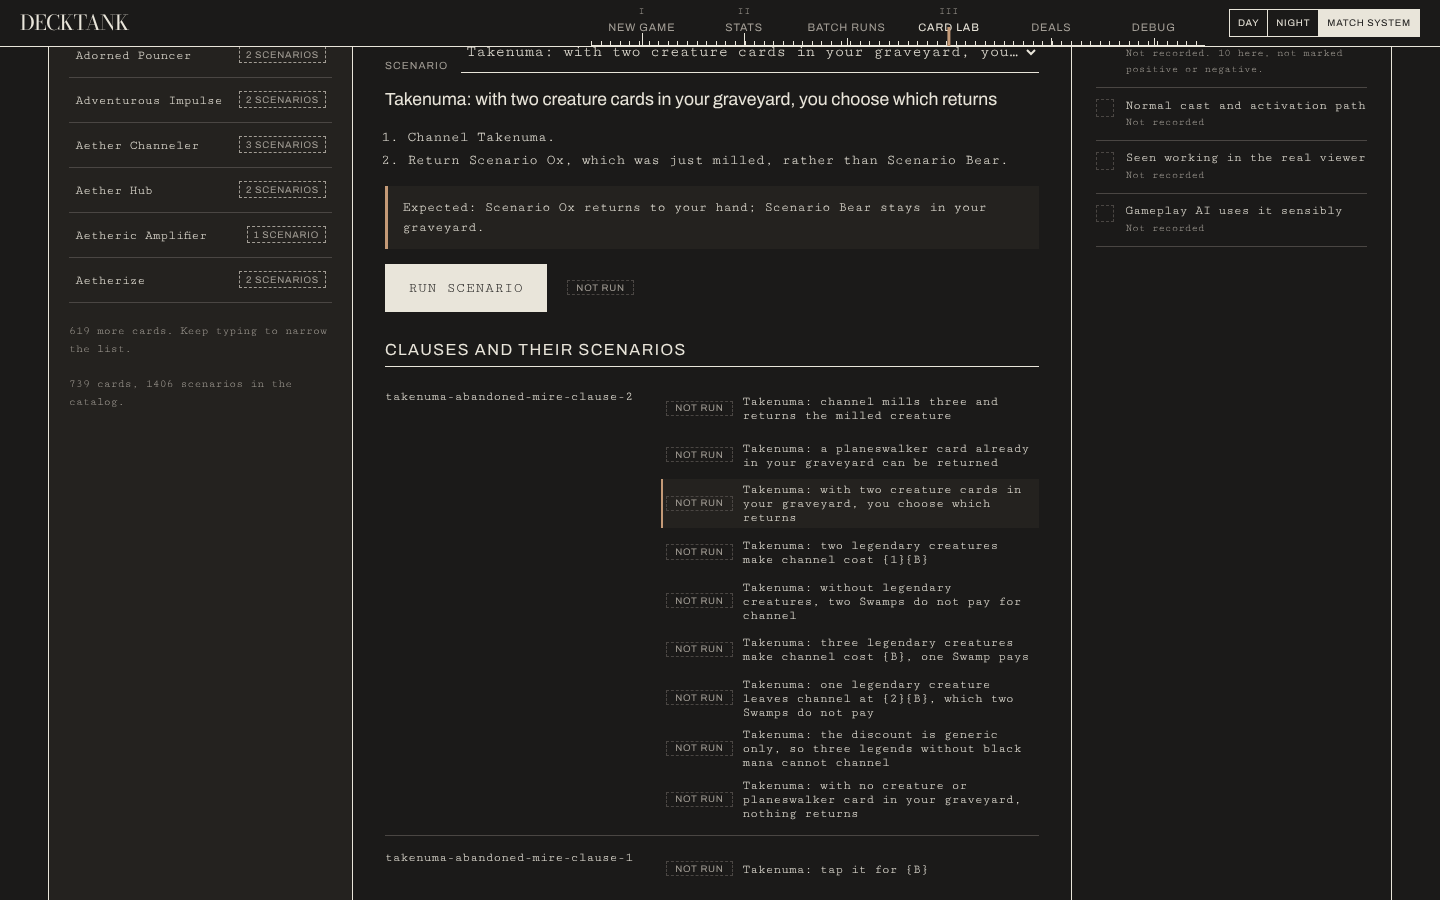 DECKTANK
I
NEW GAME
II
STATS
BATCH RUNS
III
CARD LAB
DEALS
DEBUG
DAY
NIGHT
MATCH SYSTEM
Adorned Pouncer
2 SCENARIOS
Adventurous Impulse
2 SCENARIOS
Aether Channeler
3 SCENARIOS
Aether Hub
2 SCENARIOS
Aetheric Amplifier
1 SCENARIO
Aetherize
2 SCENARIOS
619 more cards. Keep typing to narrow
the list.
739 cards, 1406 scenarios in the
catalog.
SCENARIO
Takenuma: with two creature cards in your graveyard, you…
Takenuma: with two creature cards in your graveyard, you choose which returns
1. Channel Takenuma.
2. Return Scenario Ox, which was just milled, rather than Scenario Bear.
Expected: Scenario Ox returns to your hand; Scenario Bear stays in your
graveyard.
RUN SCENARIO
NOT RUN
CLAUSES AND THEIR SCENARIOS
takenuma-abandoned-mire-clause-2
NOT RUN
Takenuma: channel mills three and
returns the milled creature
NOT RUN
Takenuma: a planeswalker card already
in your graveyard can be returned
NOT RUN
Takenuma: with two creature cards in
your graveyard, you choose which
returns
NOT RUN
Takenuma: two legendary creatures
make channel cost {1}{B}
NOT RUN
Takenuma: without legendary
creatures, two Swamps do not pay for
channel
NOT RUN
Takenuma: three legendary creatures
make channel cost {B}, one Swamp pays
NOT RUN
Takenuma: one legendary creature
leaves channel at {2}{B}, which two
Swamps do not pay
NOT RUN
Takenuma: the discount is generic
only, so three legends without black
mana cannot channel
NOT RUN
Takenuma: with no creature or
planeswalker card in your graveyard,
nothing returns
takenuma-abandoned-mire-clause-1
NOT RUN
Takenuma: tap it for {B}
Not recorded. 10 here, not marked
positive or negative.
Normal cast and activation path
Not recorded
Seen working in the real viewer
Not recorded
Gameplay AI uses it sensibly
Not recorded